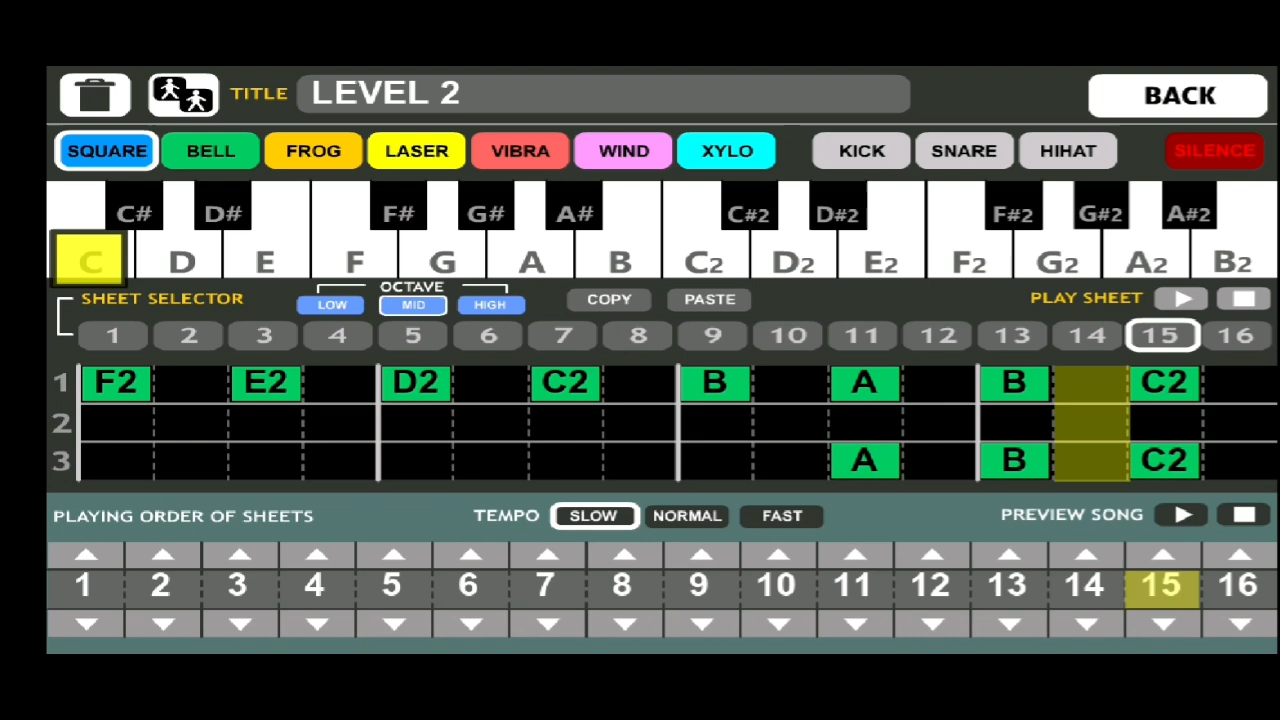 TITLE LEVEL 2 BACK
SQUARE BELL FROG LASER VIBRA WIND XYLO KICK SNARE HIHAT SILENCE
C# D# F# G# A# C#2 D#2 F#2 G#2 A#2
C D E F G A B C2 D2 E2 F2 G2 A2 B2
SHEET SELECTOR OCTAVE LOW MID HIGH COPY PASTE PLAY SHEET
1 2 3 4 5 6 7 8 9 10 11 12 13 14 15 16
1 F2 E2 D2 C2 B A B C2
2
3 A B C2
PLAYING ORDER OF SHEETS TEMPO SLOW NORMAL FAST PREVIEW SONG
1 2 3 4 5 6 7 8 9 10 11 12 13 14 15 16